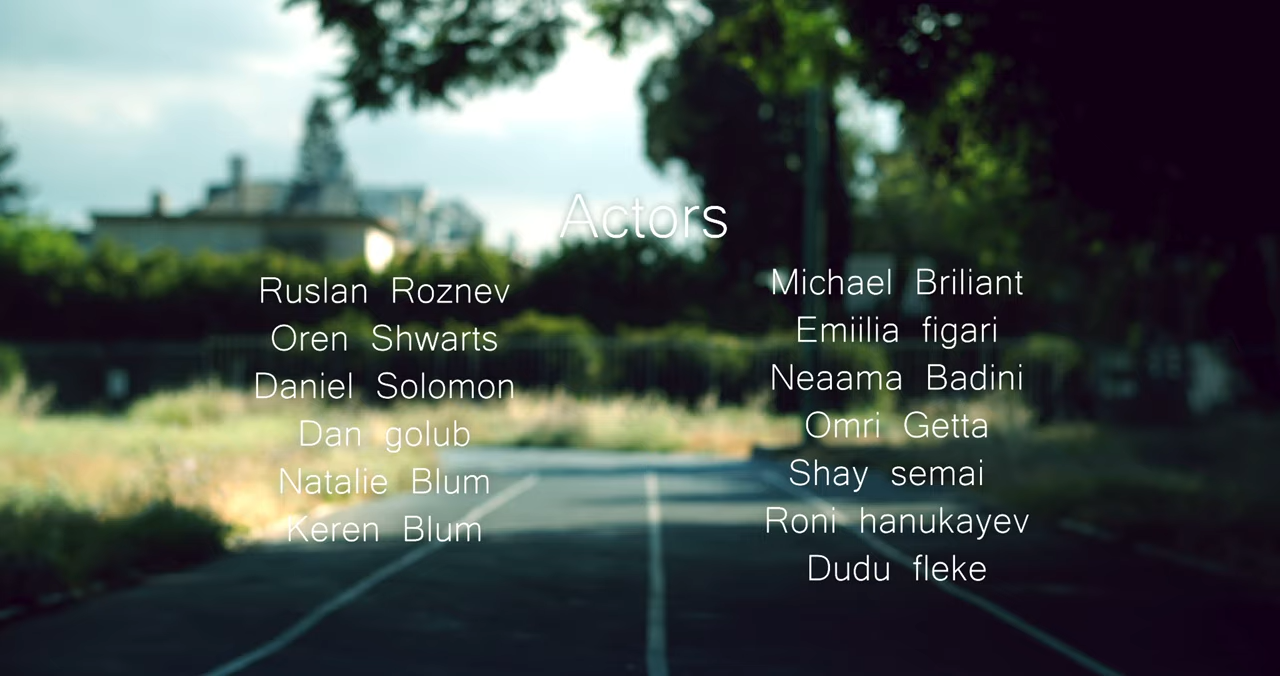 Actors
Ruslan Roznev
Oren Shwarts
Daniel Solomon
Dan golub
Natalie Blum
Keren Blum
Michael Briliant
Emiilia figari
Neaama Badini
Omri Getta
Shay semai
Roni hanukayev
Dudu fleke